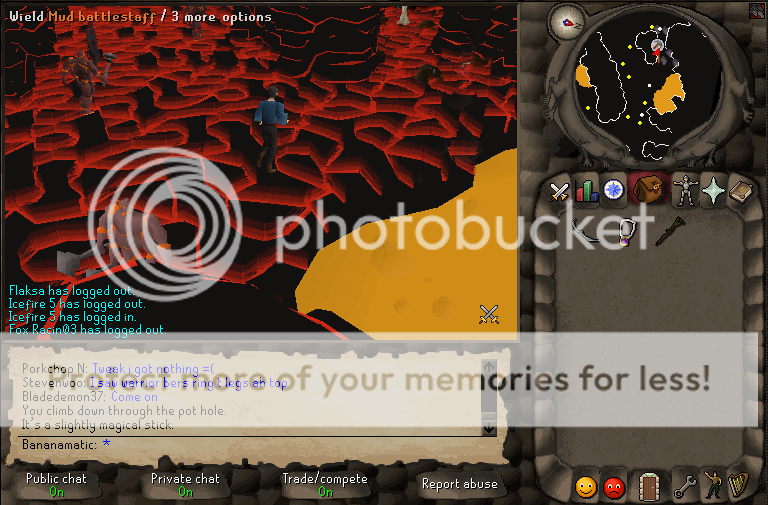 Wield Mud battlestaff / 3 more options
photobucket
Flaksa has logged out.
Icefire 5 has logged out.
Icefire 5 has logged in.
Fox Racin03 has logged out.
Protect more of your memories for less!
Porkchop N: Tweak i got nothing =(
Stevenwoo: I saw warrior bers ring
Bladedemon37: Come on
You climb down through the pot hole.
It's a slightly magical stick.
Bananamatic: *
Public chat
On
Private chat
On
Trade/compete
On
Report abuse